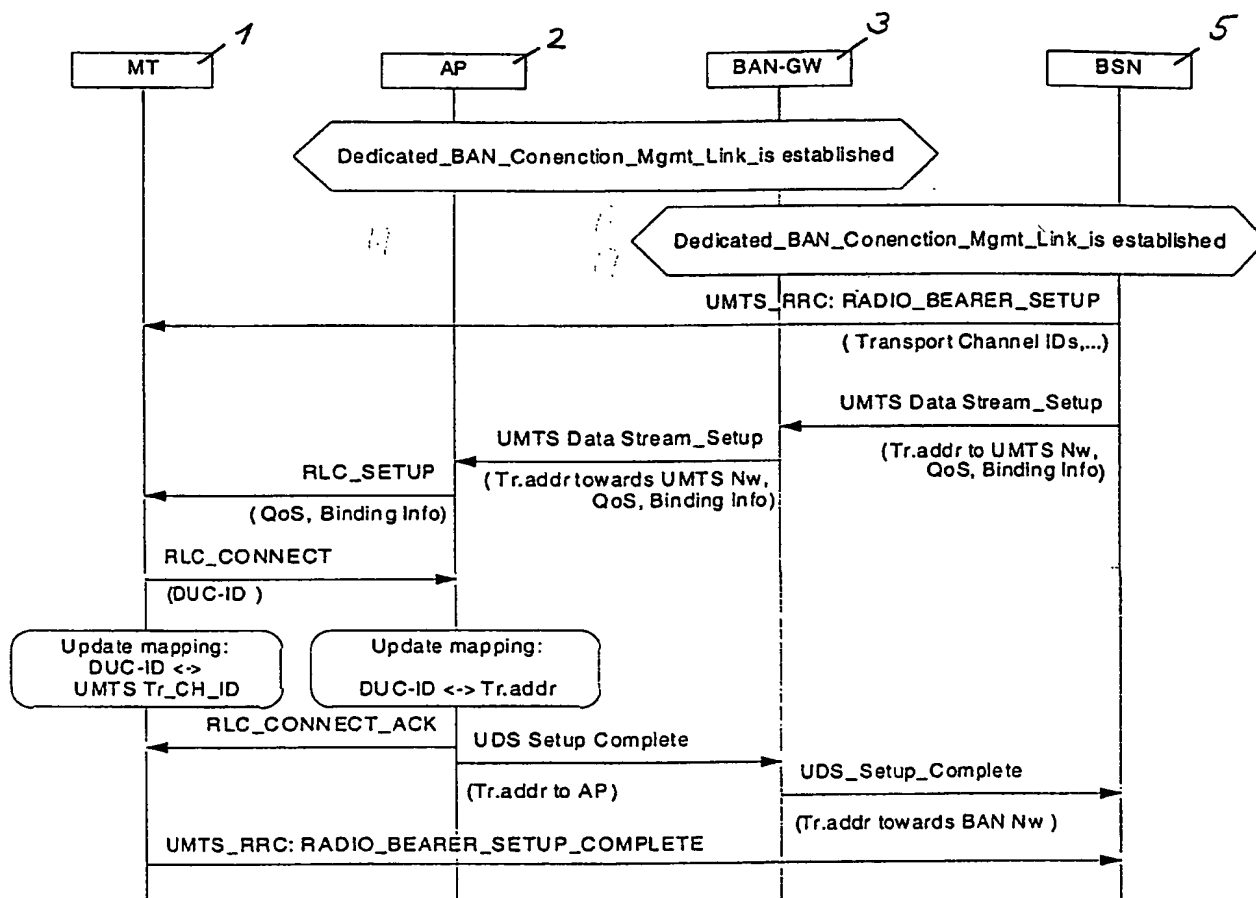 1
2
3
5
MT
AP
BAN-GW
BSN
Dedicated_BAN_Conenction_Mgmt_Link_is established
Dedicated_BAN_Conenction_Mgmt_Link_is established
UMTS_RRC: RADIO_BEARER_SETUP
( Transport Channel IDs,...)
UMTS Data Stream_Setup
(Tr.addr to UMTS Nw,
QoS, Binding Info)
UMTS Data Stream_Setup
(Tr.addr towards UMTS Nw,
QoS, Binding Info)
RLC_SETUP
( QoS, Binding Info)
RLC_CONNECT
(DUC-ID )
Update mapping:
DUC-ID <->
UMTS Tr_CH_ID
Update mapping:
DUC-ID <-> Tr.addr
RLC_CONNECT_ACK
UDS Setup Complete
(Tr.addr to AP)
UDS_Setup_Complete
(Tr.addr towards BAN Nw )
UMTS_RRC: RADIO_BEARER_SETUP_COMPLETE